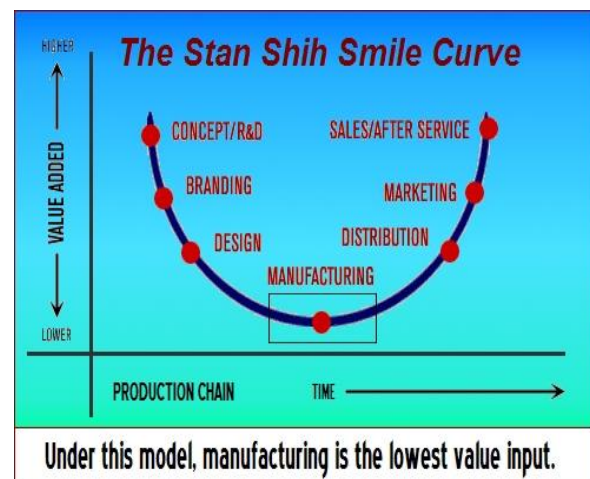 The Stan Shih Smile Curve
HIGHER
VALUE ADDED
LOWER
CONCEPT/R&D
SALES/AFTER SERVICE
BRANDING
MARKETING
DESIGN
DISTRIBUTION
MANUFACTURING
PRODUCTION CHAIN
TIME
Under this model, manufacturing is the lowest value input.